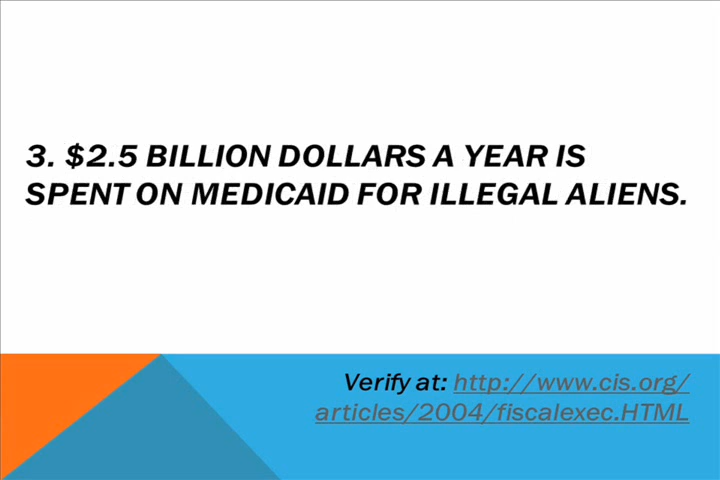 3. $2.5 BILLION DOLLARS A YEAR IS
SPENT ON MEDICAID FOR ILLEGAL ALIENS.
Verify at: http://www.cis.org/
articles/2004/fiscalexec.HTML